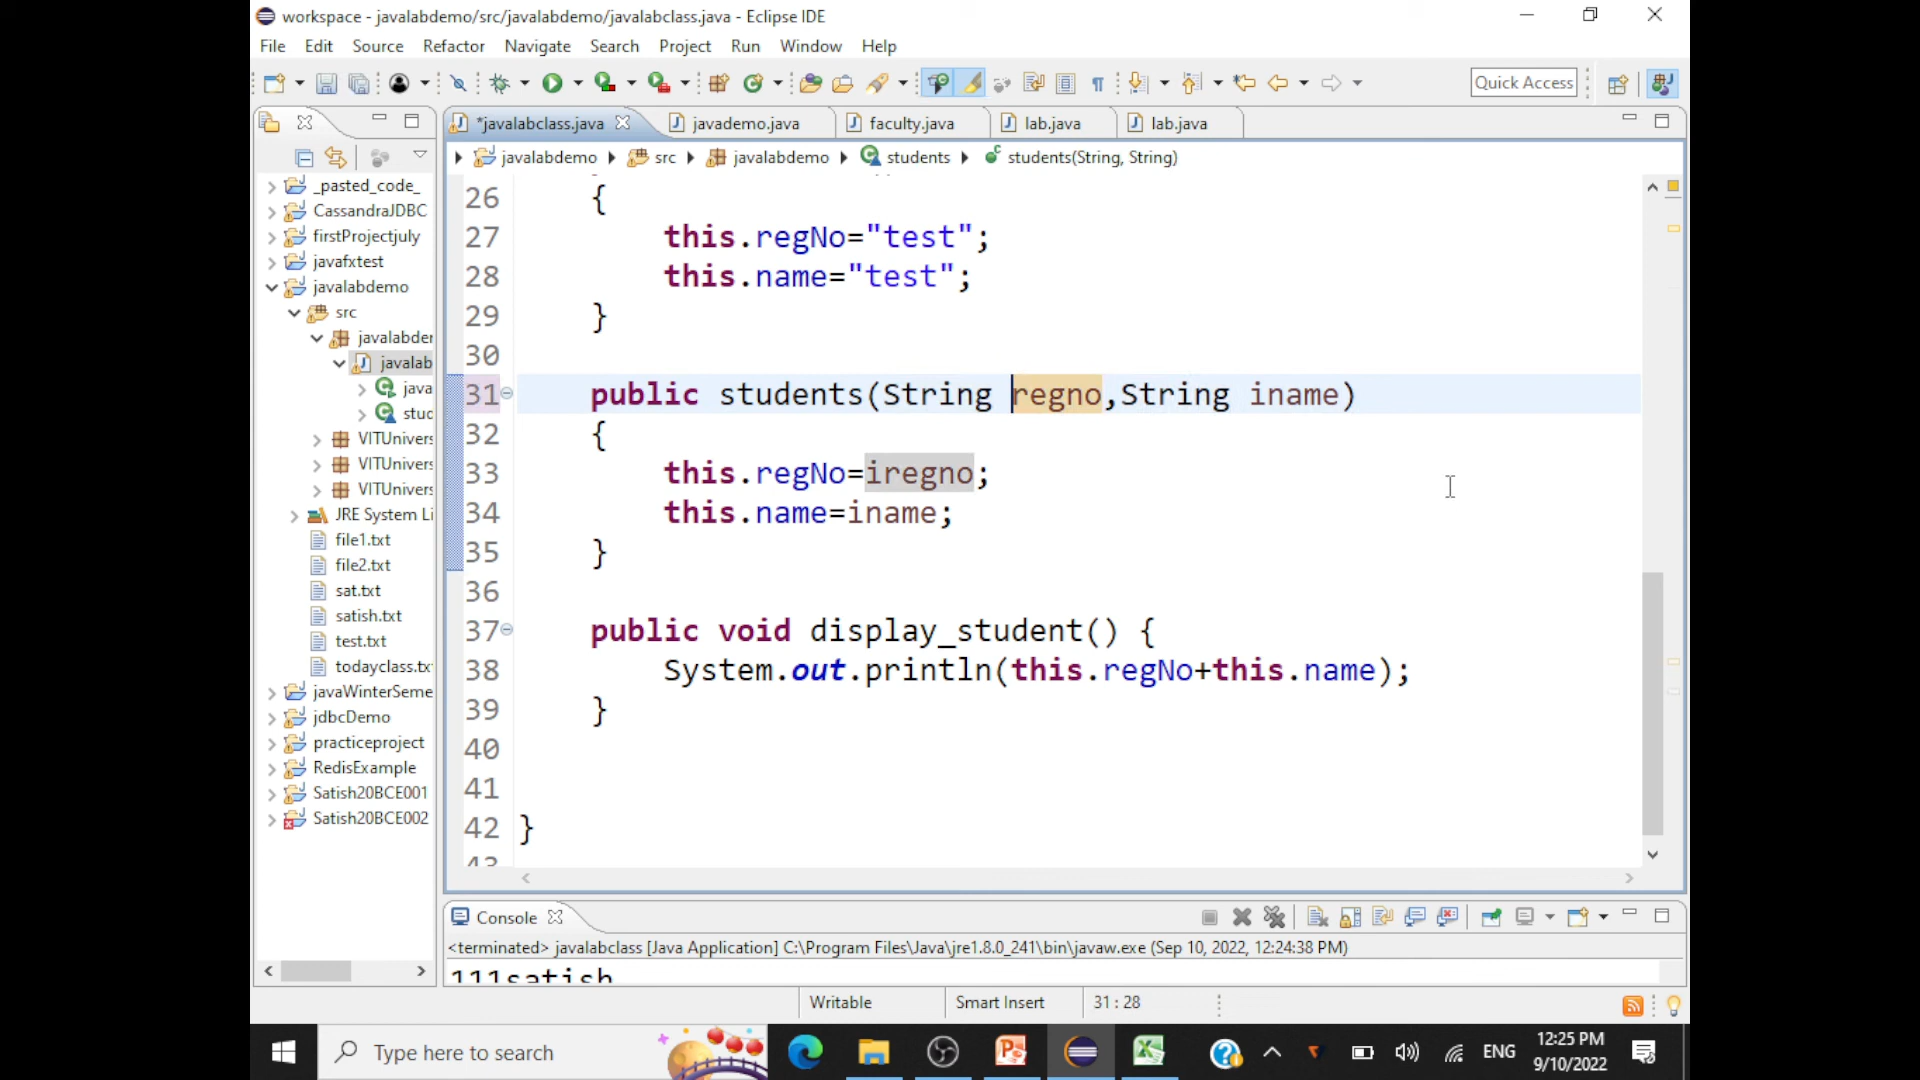 workspace - javalabdemo/src/javalabdemo/javalabclass.java - Eclipse IDE
File Edit Source Refactor Navigate Search Project Run Window Help
Quick Access
*javalabclass.java javademo.java faculty.java lab.java lab.java
javalabdemo src javalabdemo students students(String, String)
_pasted_code_
CassandraJDBC
firstProjectjuly
javafxtest
javalabdemo
src
javalabder
javalab
java
stud
VITUnivers
VITUnivers
VITUnivers
JRE System Li
file1.txt
file2.txt
sat.txt
satish.txt
test.txt
todayclass.tx
javaWinterSeme
jdbcDemo
practiceproject
RedisExample
Satish20BCE001
Satish20BCE002
26 {
27 this.regNo="test";
28 this.name="test";
29 }
30
31 public students(String regno,String iname)
32 {
33 this.regNo=iregno;
34 this.name=iname;
35 }
36
37 public void display_student() {
38 System.out.println(this.regNo+this.name);
39 }
40
41
42 }
43
Console
<terminated> javalabclass [Java Application] C:\Program Files\Java\jre1.8.0_241\bin\javaw.exe (Sep 10, 2022, 12:24:38 PM)
111satish
Writable Smart Insert 31 : 28
Type here to search
ENG
12:25 PM
9/10/2022